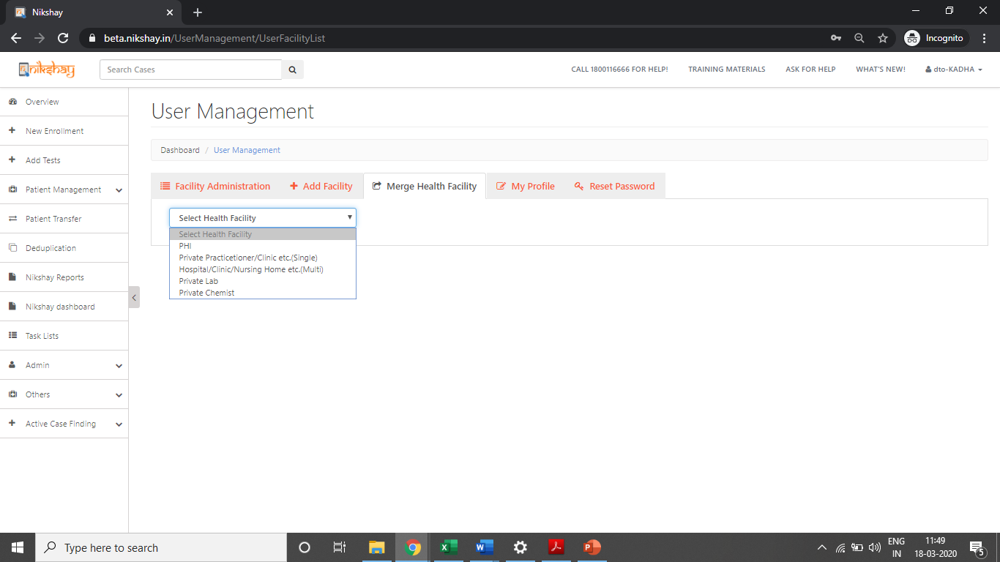 Nikshay
beta.nikshay.in/UserManagement/UserFacilityList
Incognito
nikshay
Search Cases
CALL 1800116666 FOR HELP!
TRAINING MATERIALS
ASK FOR HELP
WHAT'S NEW!
dto-KADHA
Overview
New Enrollment
Add Tests
Patient Management
Patient Transfer
Deduplication
Nikshay Reports
Nikshay dashboard
Task Lists
Admin
Others
Active Case Finding
User Management
Dashboard / User Management
Facility Administration
Add Facility
Merge Health Facility
My Profile
Reset Password
Select Health Facility
Select Health Facility
PHI
Private Practicetioner/Clinic etc.(Single)
Hospital/Clinic/Nursing Home etc.(Multi)
Private Lab
Private Chemist
Type here to search
ENG
IN
11:49
18-03-2020
5